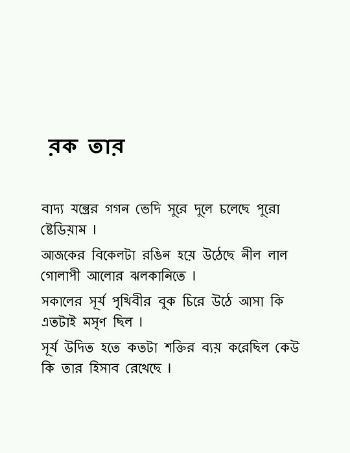 রক তার
বাদ্য যন্ত্রের গগন ভেদি সুরে দুলে চলেছে পুরো
ষ্টেডিয়াম ।
আজকের বিকেলটা রঙিন হয়ে উঠেছে নীল লাল
গোলাপী আলোর ঝলকানিতে ।
সকালের সূর্য পৃথিবীর বুক চিরে উঠে আসা কি
এতটাই মসৃণ ছিল ।
সূর্য উদিত হতে কতটা শক্তির ব্যয় করেছিল কেউ
কি তার হিসাব রেখেছে ।